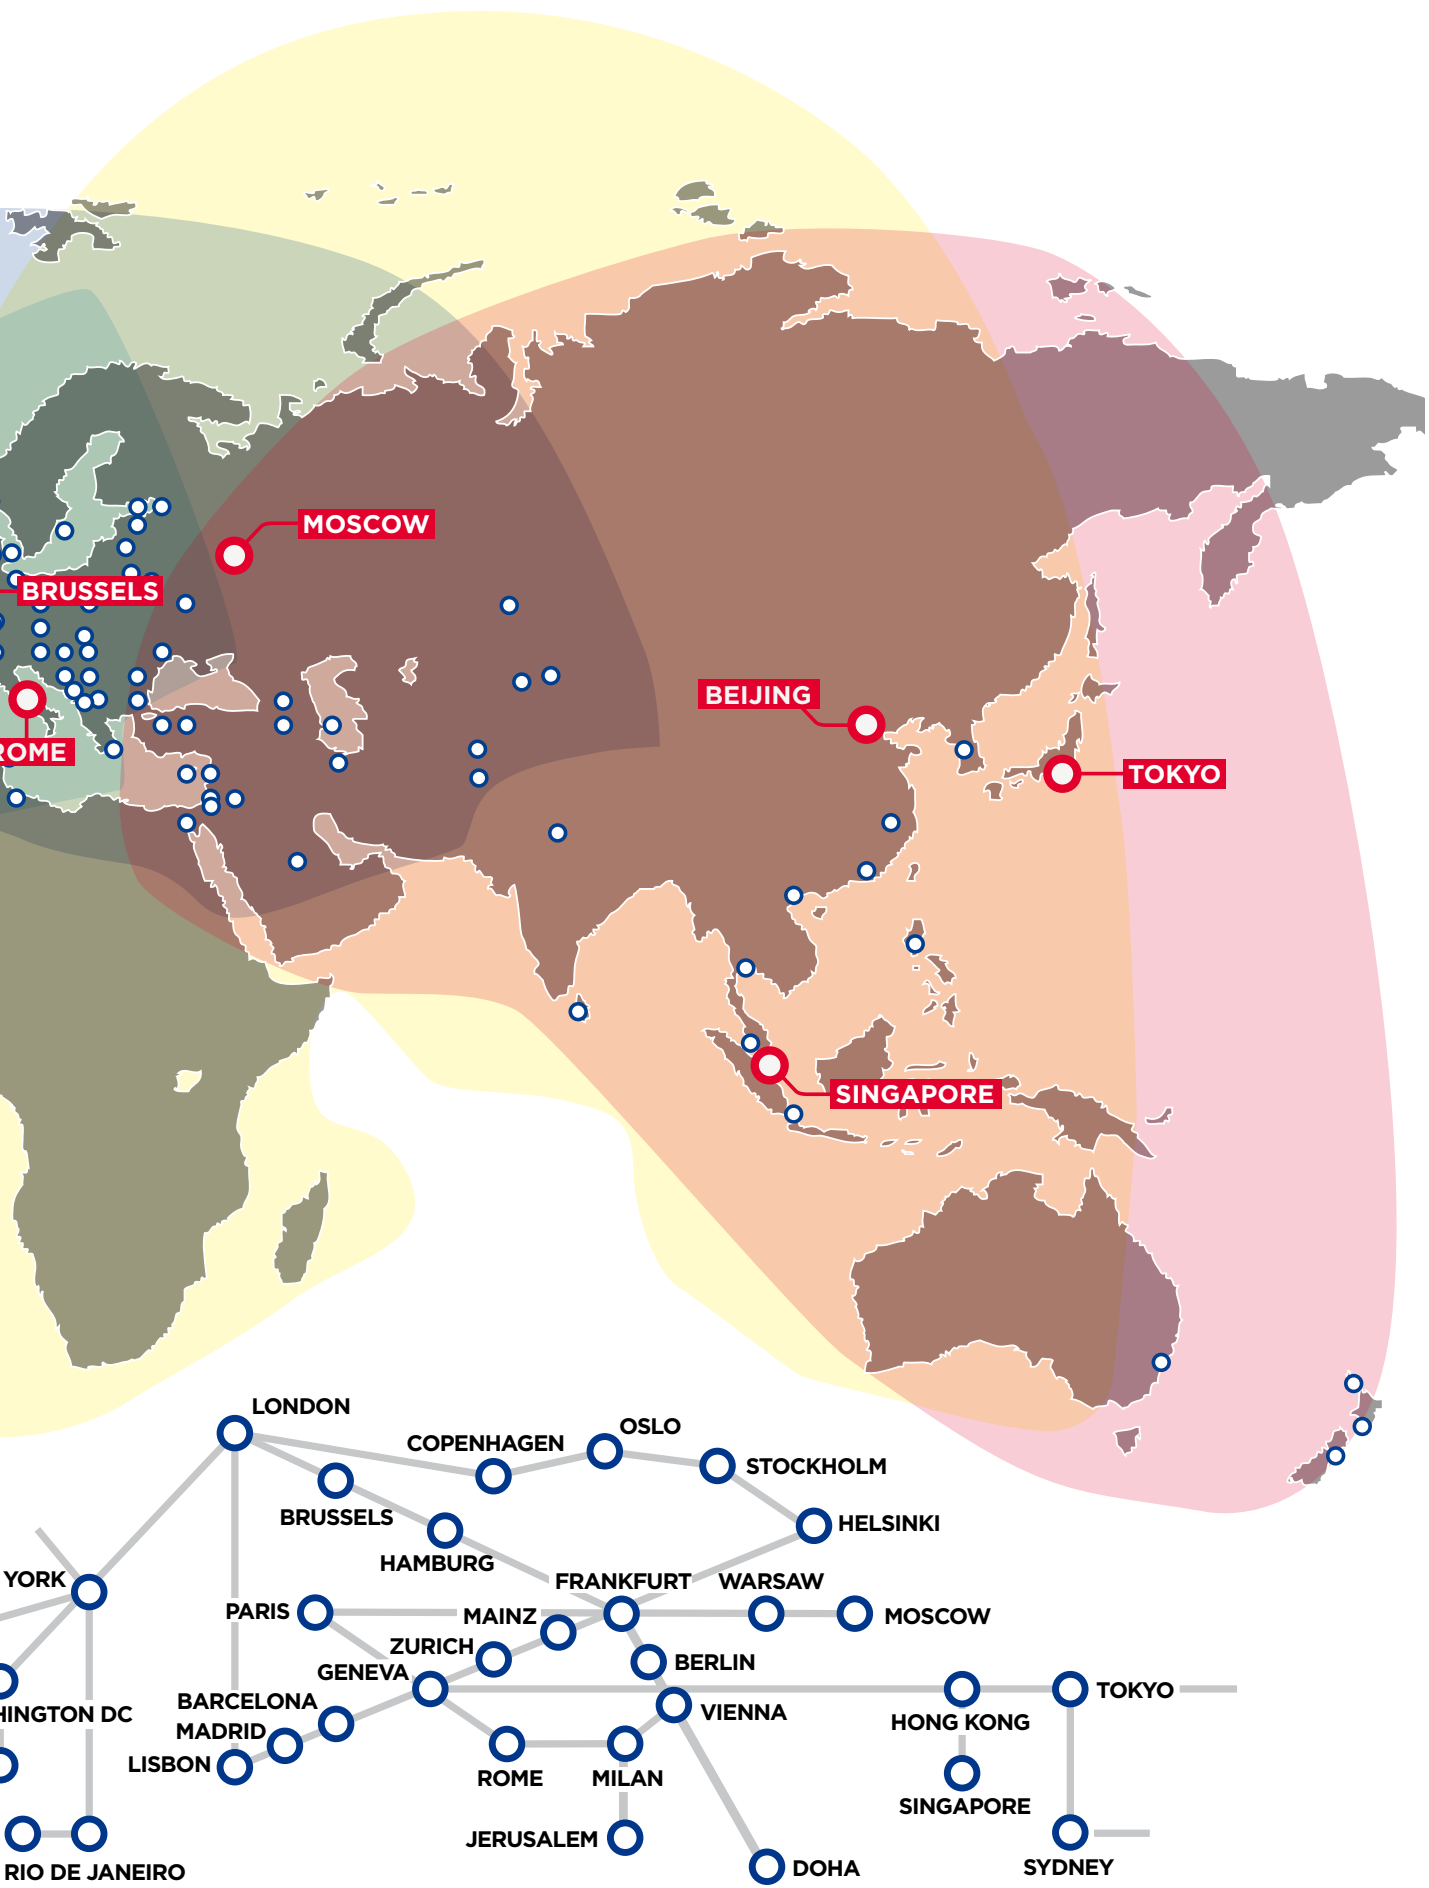 MOSCOW
BRUSSELS
BEIJING
ROME
TOKYO
SINGAPORE
LONDON
OSLO
COPENHAGEN
STOCKHOLM
BRUSSELS
HELSINKI
HAMBURG
YORK
FRANKFURT
WARSAW
PARIS
MAINZ
MOSCOW
ZURICH
GENEVA
BERLIN
TOKYO
BARCELONA
HINGTON DC
VIENNA
HONG KONG
MADRID
LISBON
ROME
MILAN
SINGAPORE
JERUSALEM
SYDNEY
DOHA
RIO DE JANEIRO